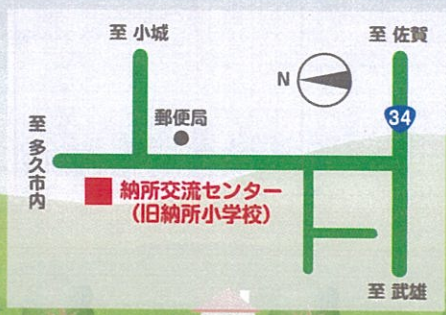 至 小城
至 佐賀
N
34
郵便局
至 多久市内
納所交流センター
(旧納所小学校)
至 武雄